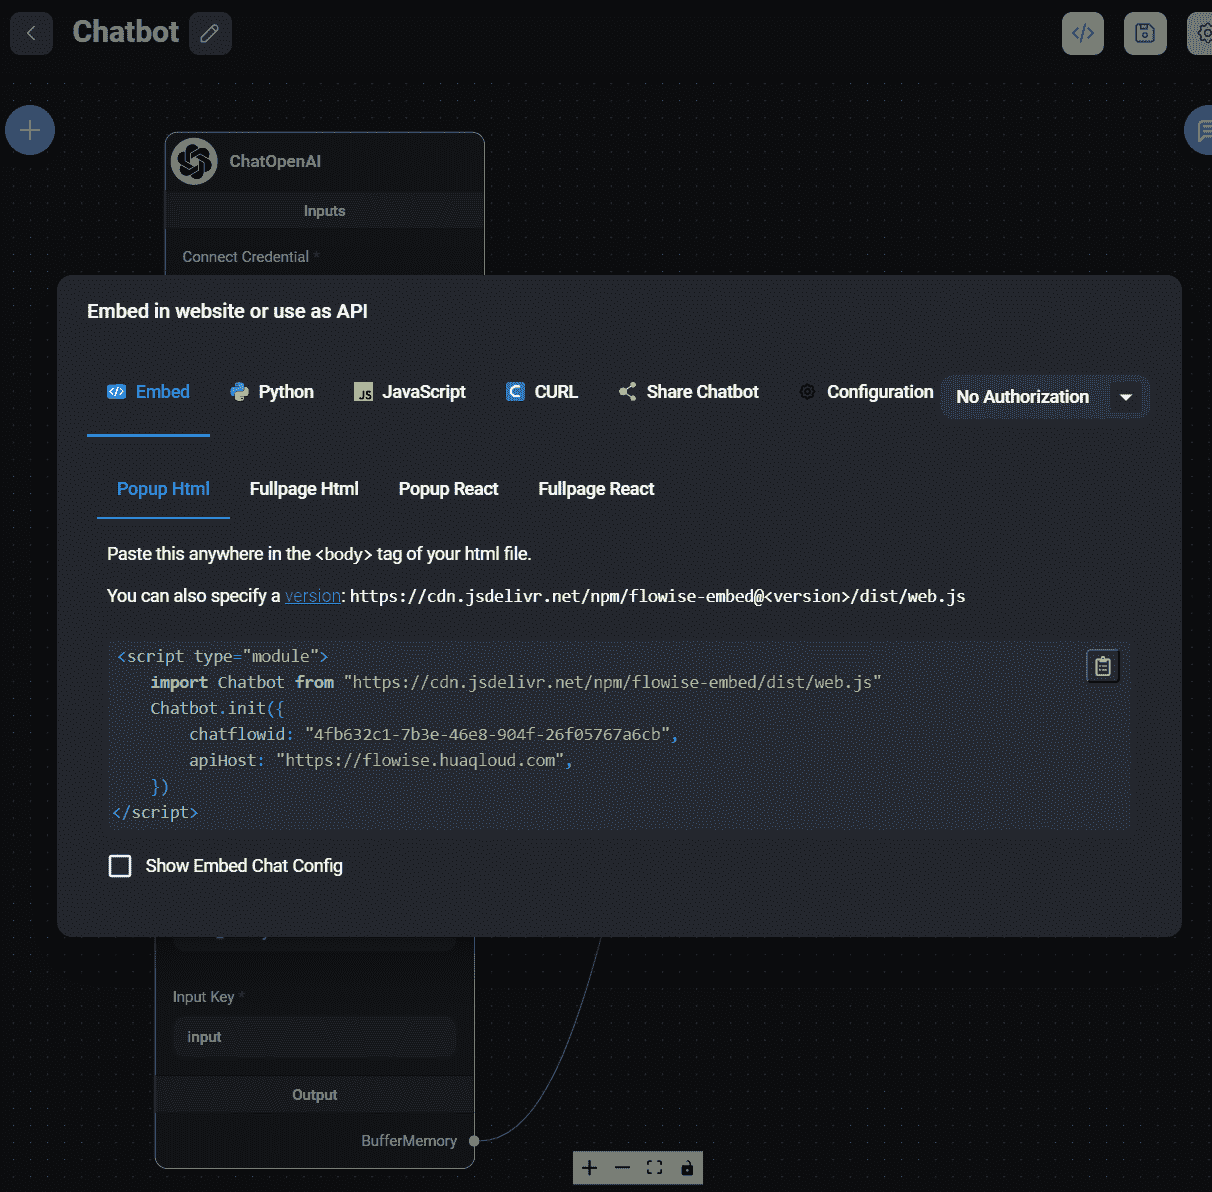 Chatbot
ChatOpenAI
Inputs
Connect Credential *
Embed in website or use as API
Embed
Python
JavaScript
CURL
Share Chatbot
Configuration
No Authorization
Popup Html
Fullpage Html
Popup React
Fullpage React
Paste this anywhere in the <body> tag of your html file.
You can also specify a version: https://cdn.jsdelivr.net/npm/flowise-embed@<version>/dist/web.js
<script type="module">
import Chatbot from "https://cdn.jsdelivr.net/npm/flowise-embed/dist/web.js"
Chatbot.init({
chatflowid: "4fb632c1-7b3e-46e8-904f-26f05767a6cb",
apiHost: "https://flowise.huaqloud.com",
})
</script>
Show Embed Chat Config
Input Key *
input
Output
BufferMemory